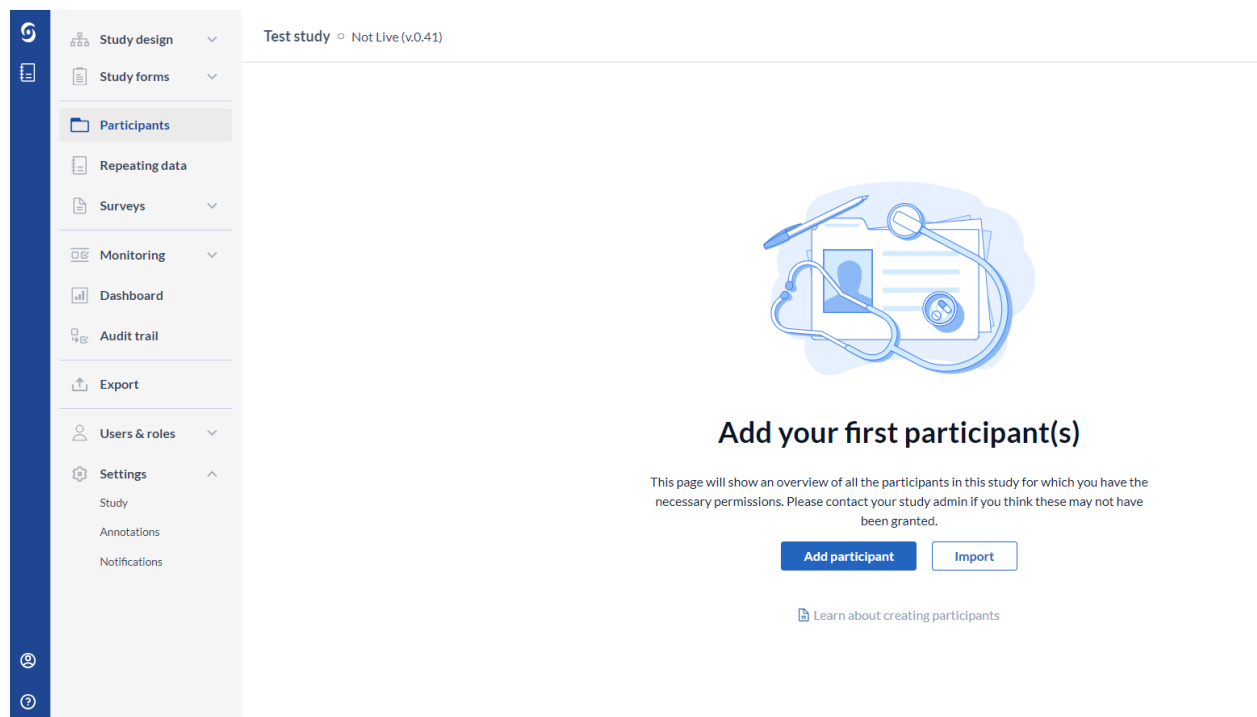 Study design
Study forms
Participants
Repeating data
Surveys
Monitoring
Dashboard
Audit trail
Export
Users & roles
Settings
Study
Annotations
Notifications
Test study Not Live (v.0.41)
Add your first participant(s)
This page will show an overview of all the participants in this study for which you have the
necessary permissions. Please contact your study admin if you think these may not have
been granted.
Add participant Import
Learn about creating participants